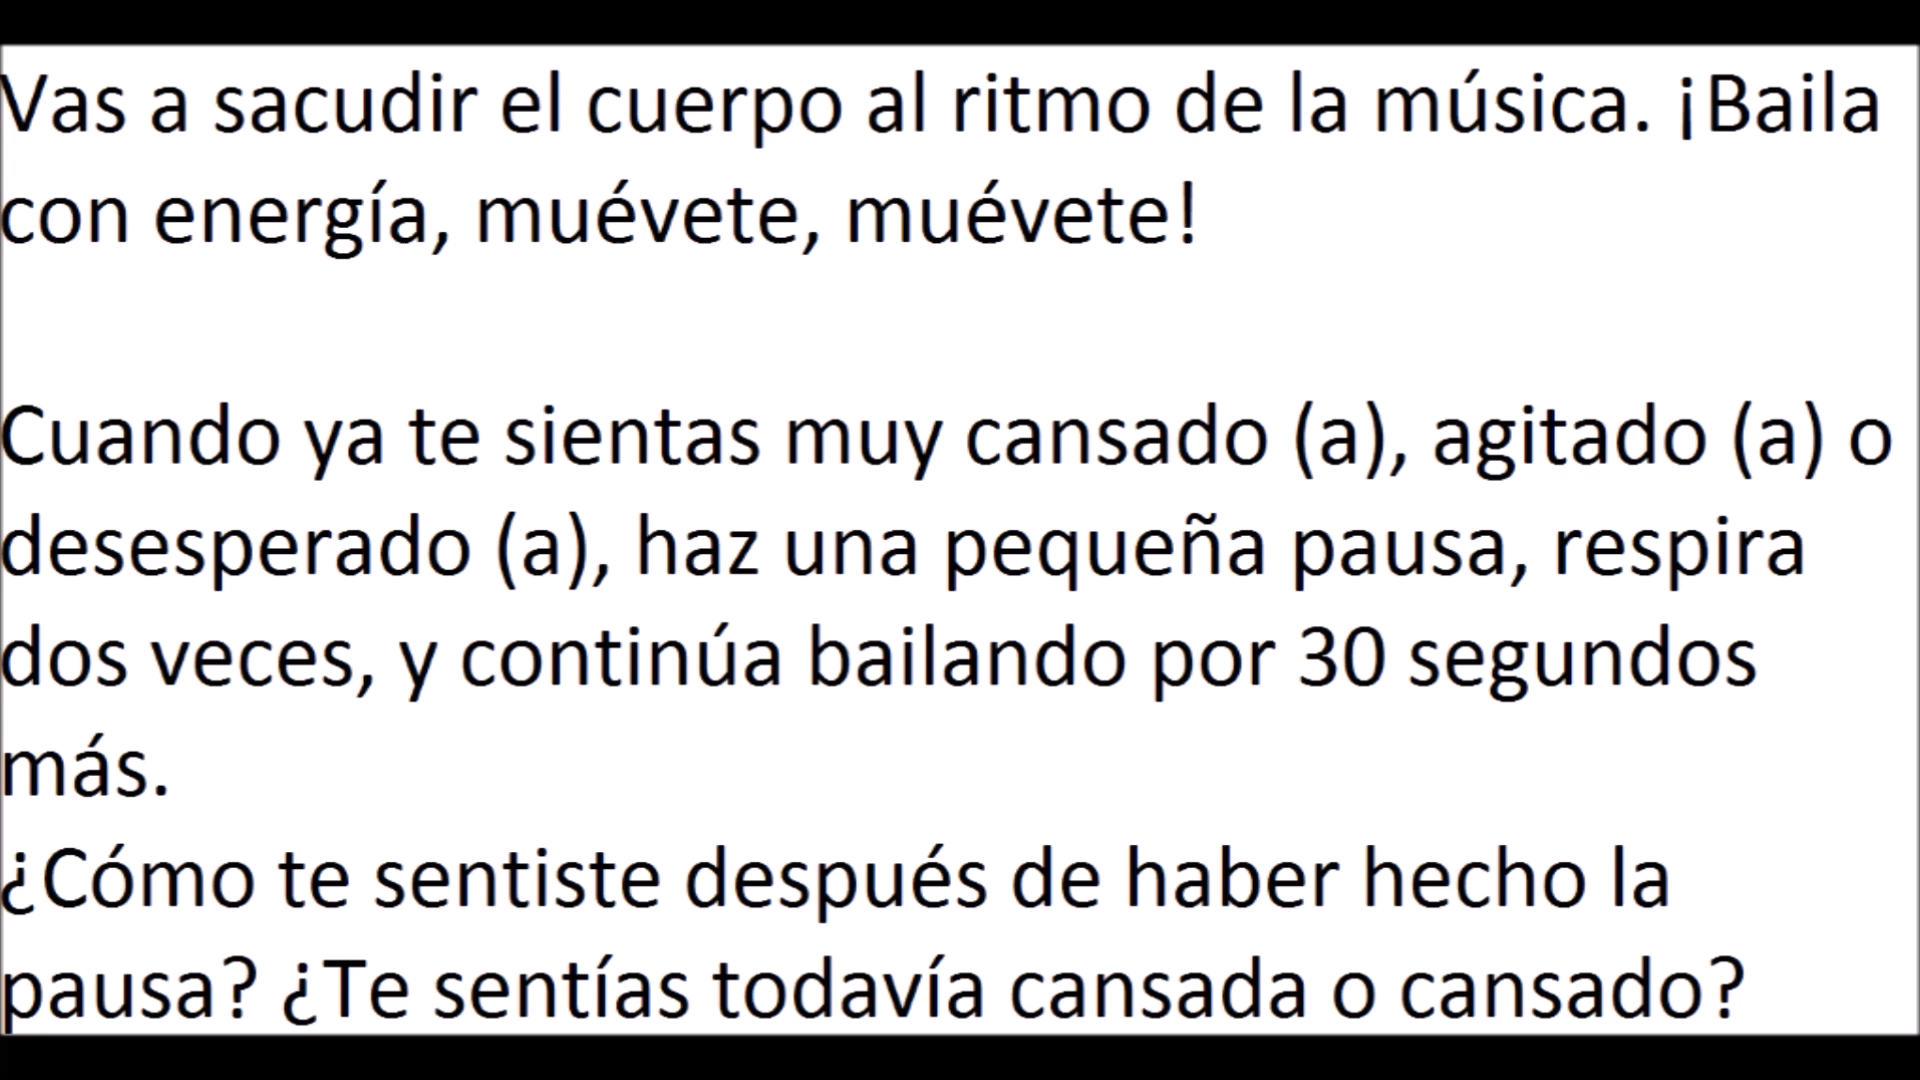 Vas a sacudir el cuerpo al ritmo de la música. ¡Baila
con energía, muévete, muévete!
Cuando ya te sientas muy cansado (a), agitado (a) o
desesperado (a), haz una pequeña pausa, respira
dos veces, y continúa bailando por 30 segundos
más.
¿Cómo te sentiste después de haber hecho la
pausa? ¿Te sentías todavía cansada o cansado?